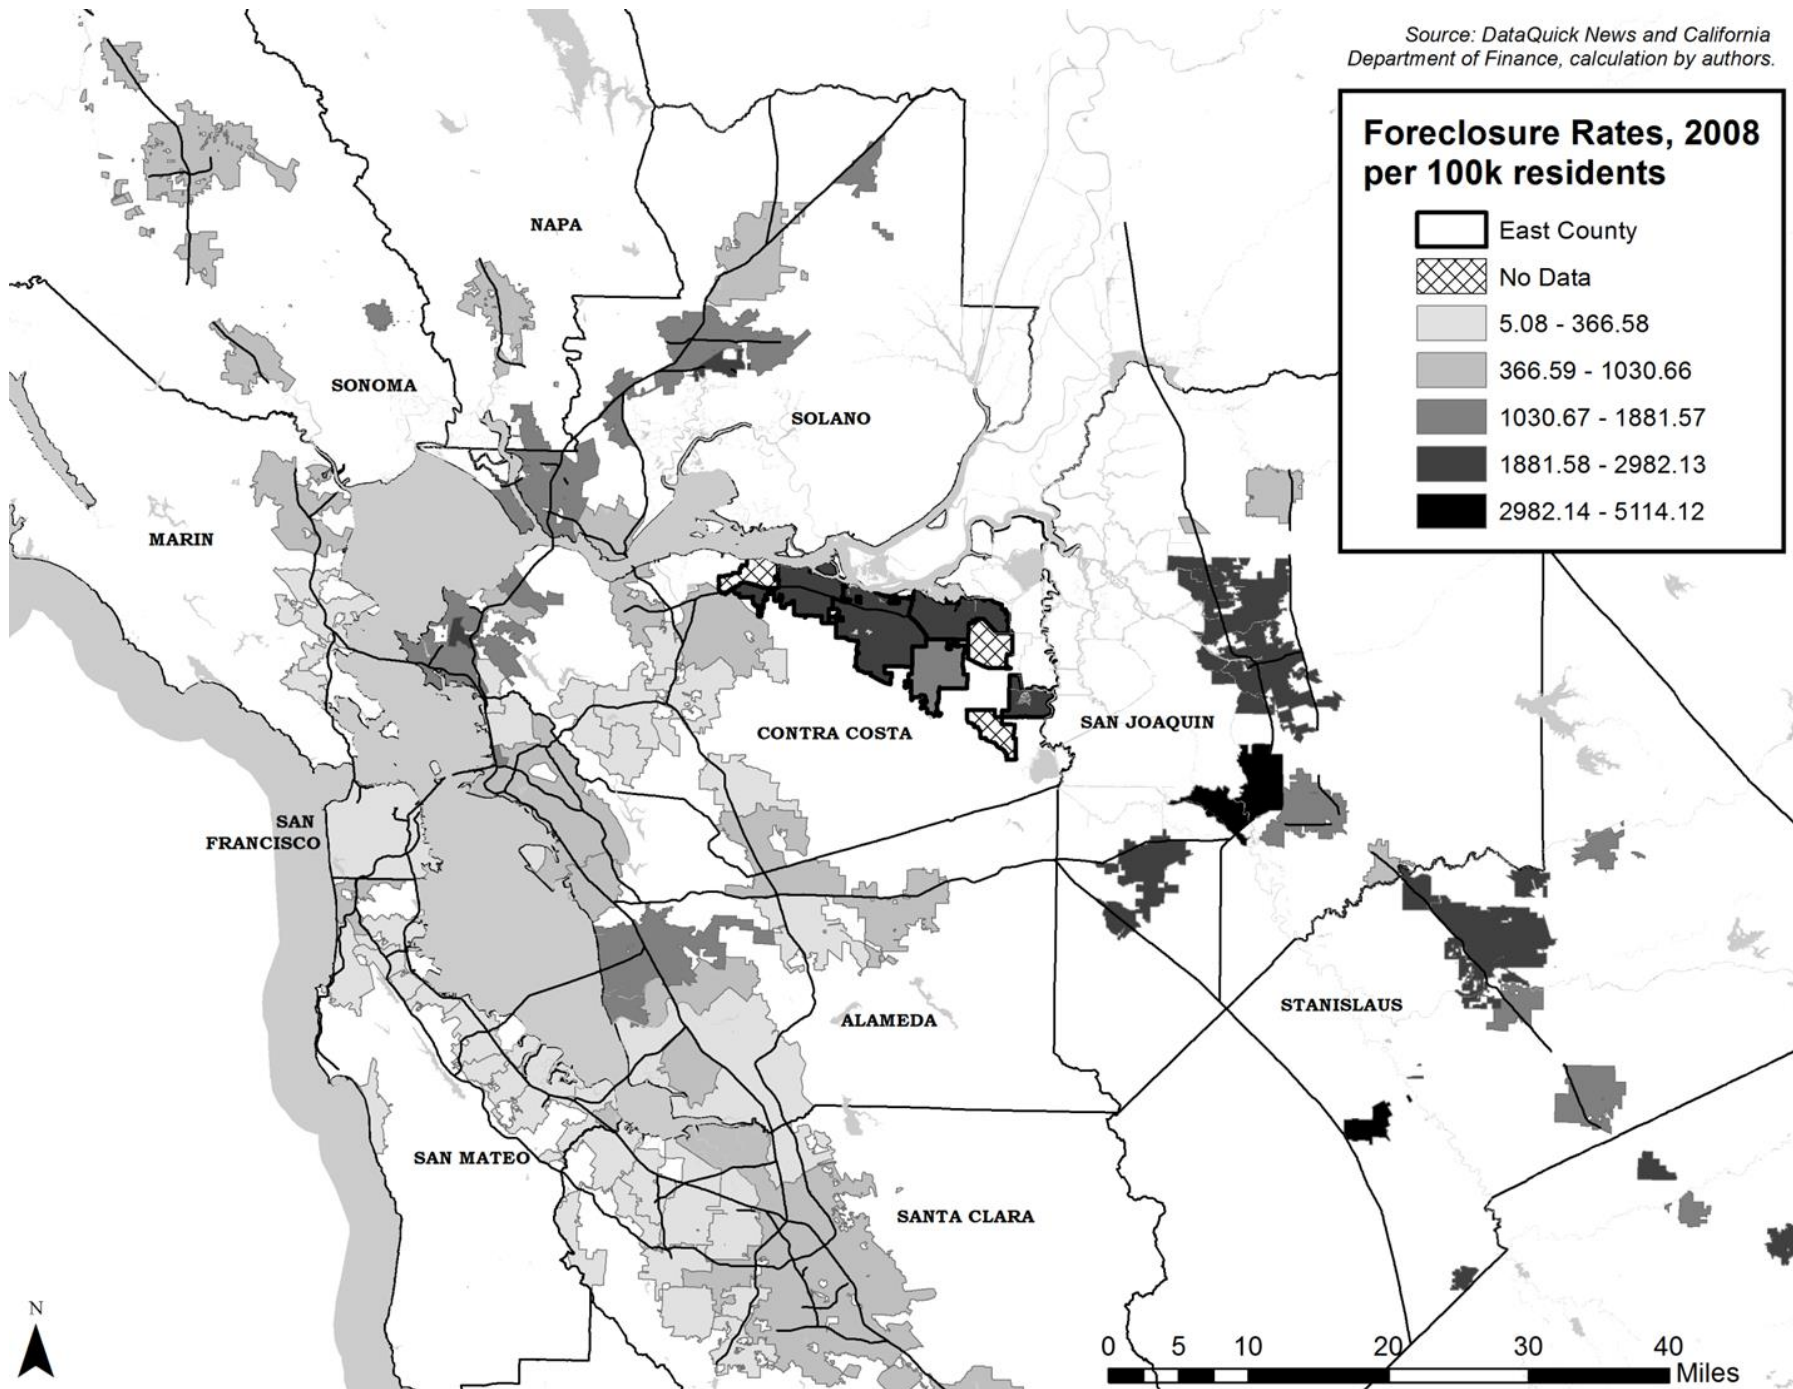 Source: DataQuick News and California
Department of Finance, calculation by authors.
Foreclosure Rates, 2008
per 100k residents
East County
No Data
5.08 - 366.58
366.59 - 1030.66
1030.67 - 1881.57
1881.58 - 2982.13
2982.14 - 5114.12
NAPA
SONOMA
SOLANO
MARIN
CONTRA COSTA
SAN JOAQUIN
SAN
FRANCISCO
ALAMEDA
STANISLAUS
SAN MATEO
SANTA CLARA
N
0 5 10 20 30 40
Miles